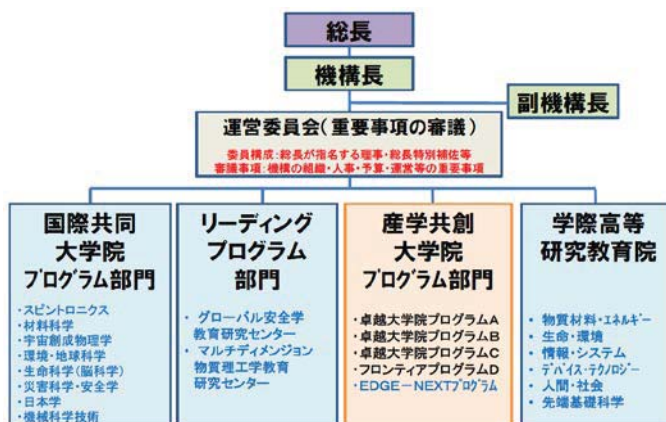 総長
機構長
副機構長
運営委員会(重要事項の審議)
委員構成:総長が指名する理事・総長特別補佐等
審議事項:機構の組織・人事・予算・運営等の重要事項
国際共同
大学院
プログラム部門
・スピントロニクス
・材料科学
・宇宙創成物理学
・環境・地球科学
・生命科学(脳科学)
・災害科学・安全学
・日本学
・機械科学技術
リーディング
プログラム
部門
・ グローバル安全学
教育研究センター
・ マルチディメンジョン
物質理工学教育
研究センター
産学共創
大学院
プログラム部門
・卓越大学院プログラムA
・卓越大学院プログラムB
・卓越大学院プログラムC
・フロンティアプログラムD
・EDGE-NEXTプログラム
学際高等
研究教育院
・ 物質材料・エネルギー
・ 生命・環境
・ 情報・システム
・ デバイス・テクノロジー
・ 人間・社会
・ 先端基礎科学